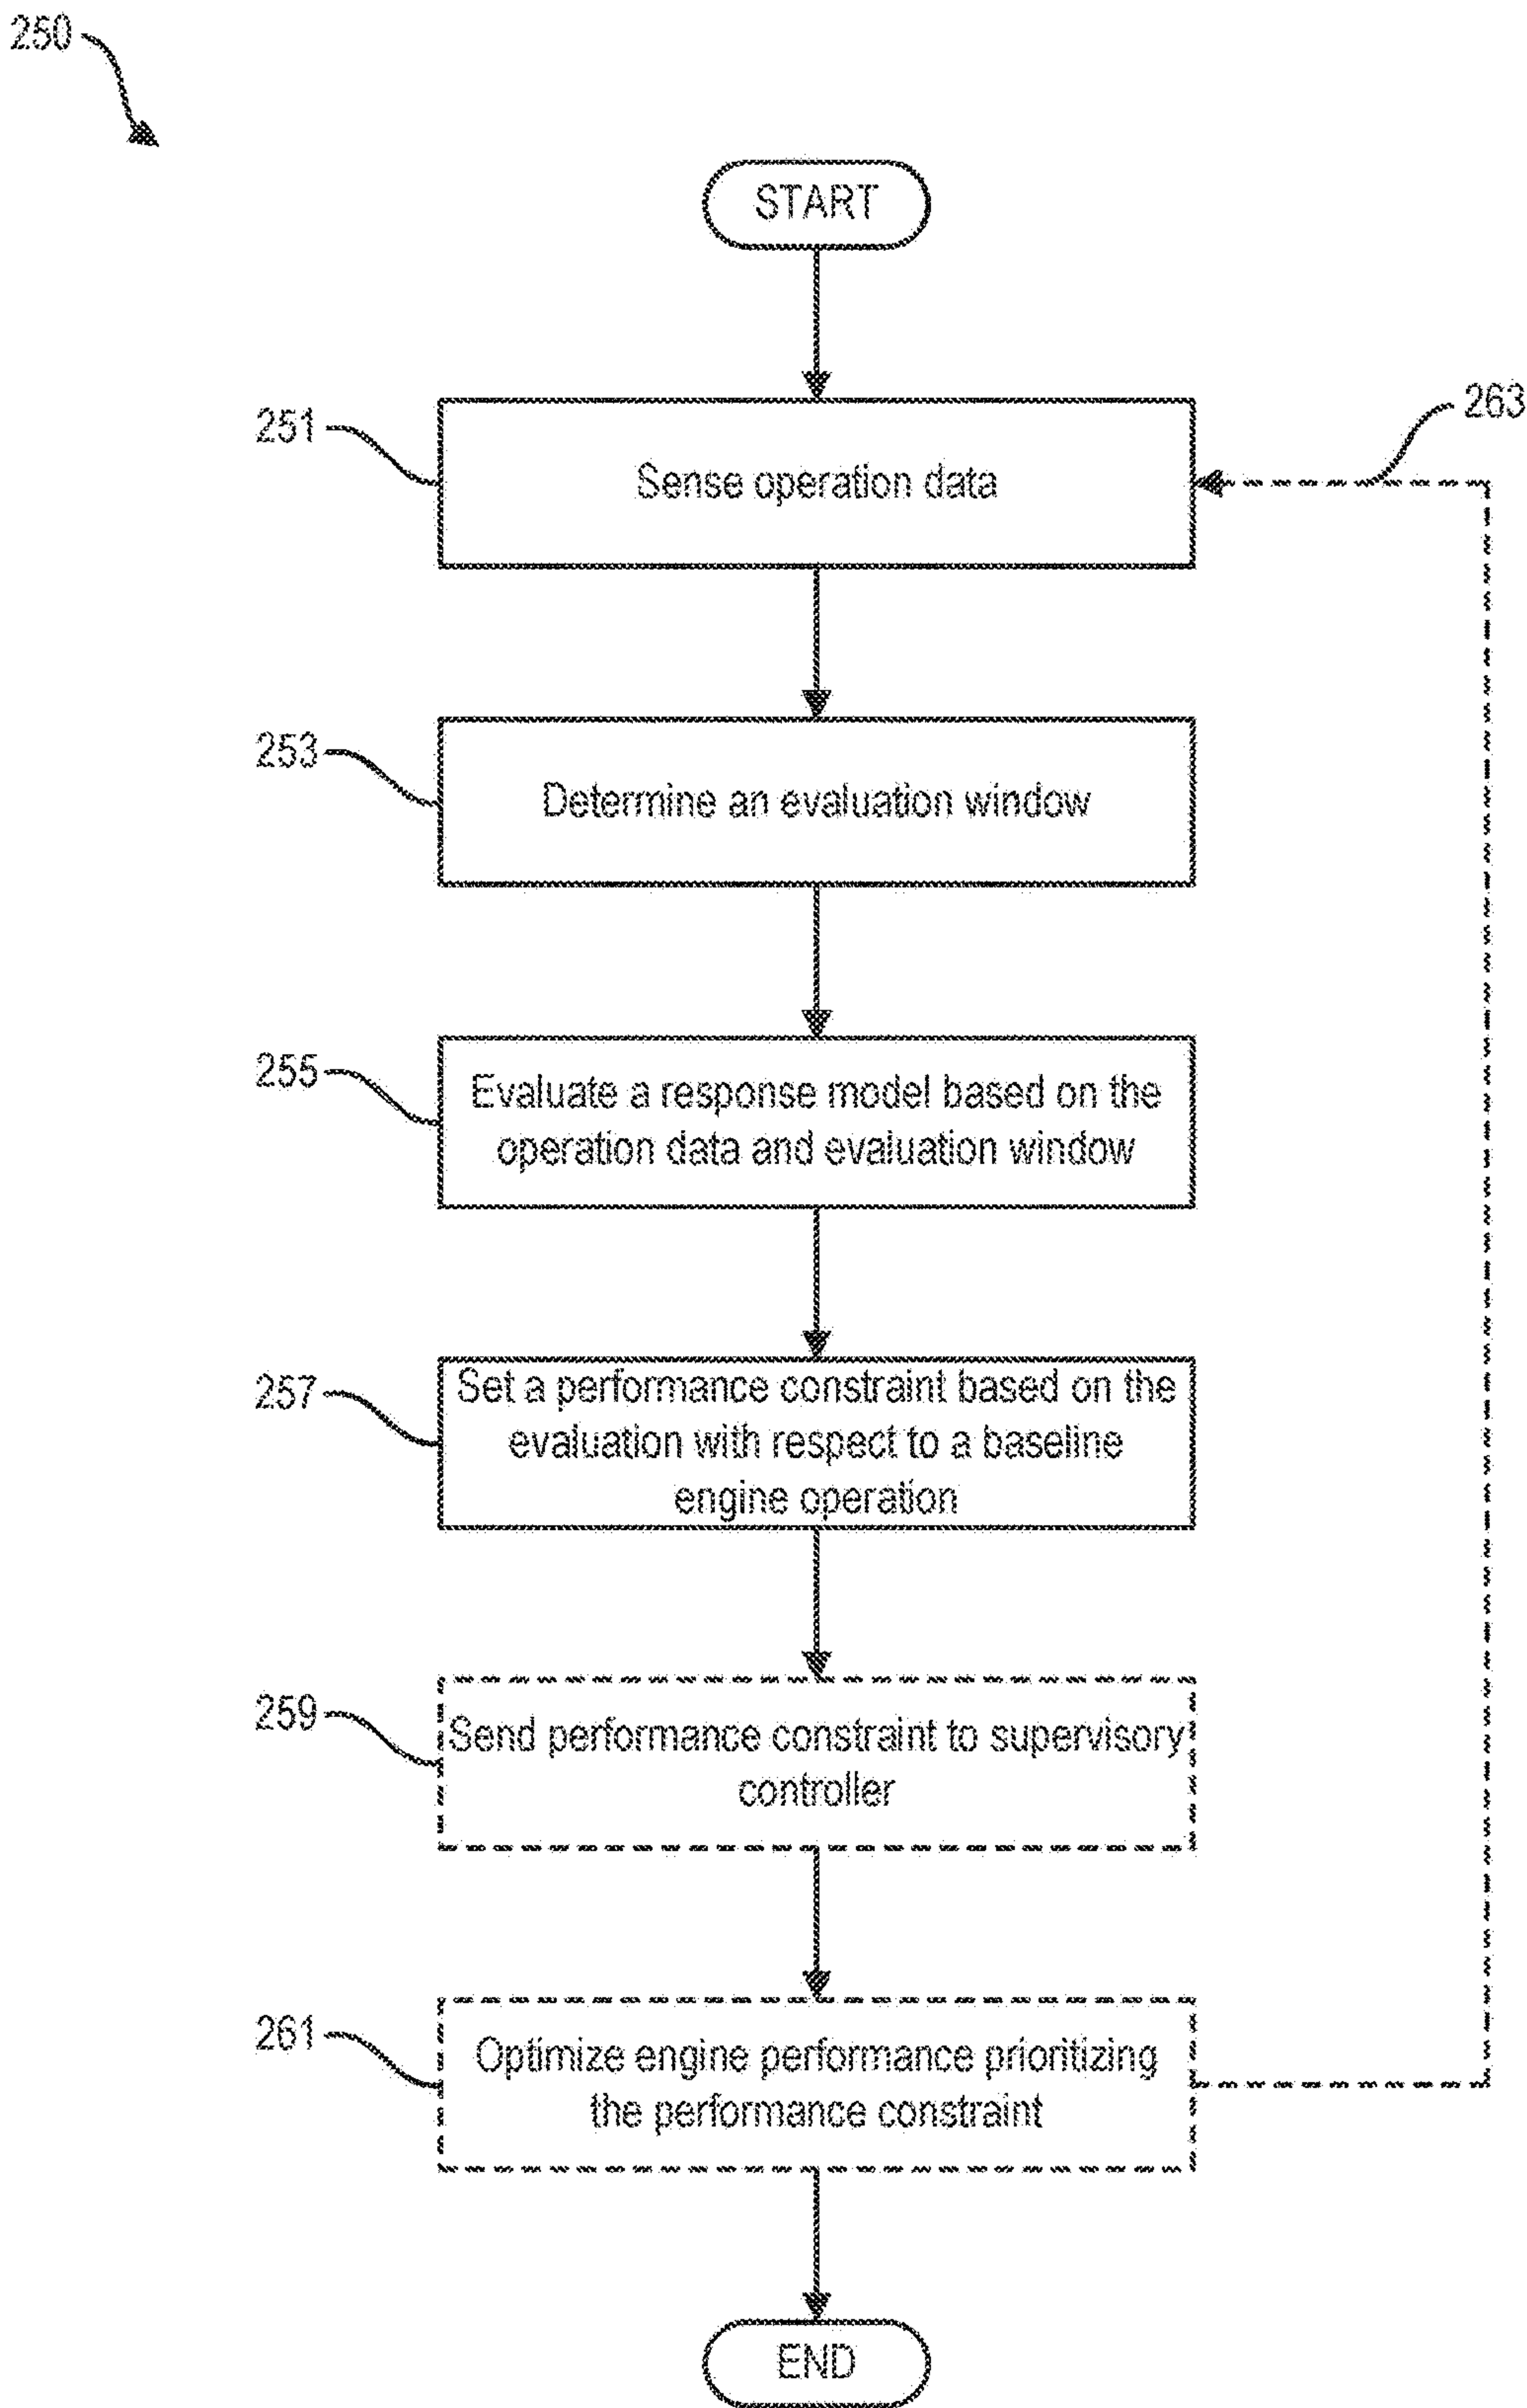 250
START
263
251
Sense operation data
253
Determine an evaluation window
255
Evaluate a response model based on the
operation data and evaluation window
257
Set a performance constraint based on the
evaluation with respect to a baseline
engine operation
259
Send performance constraint to supervisory
controller
261
Optimize engine performance prioritizing
the performance constraint
END